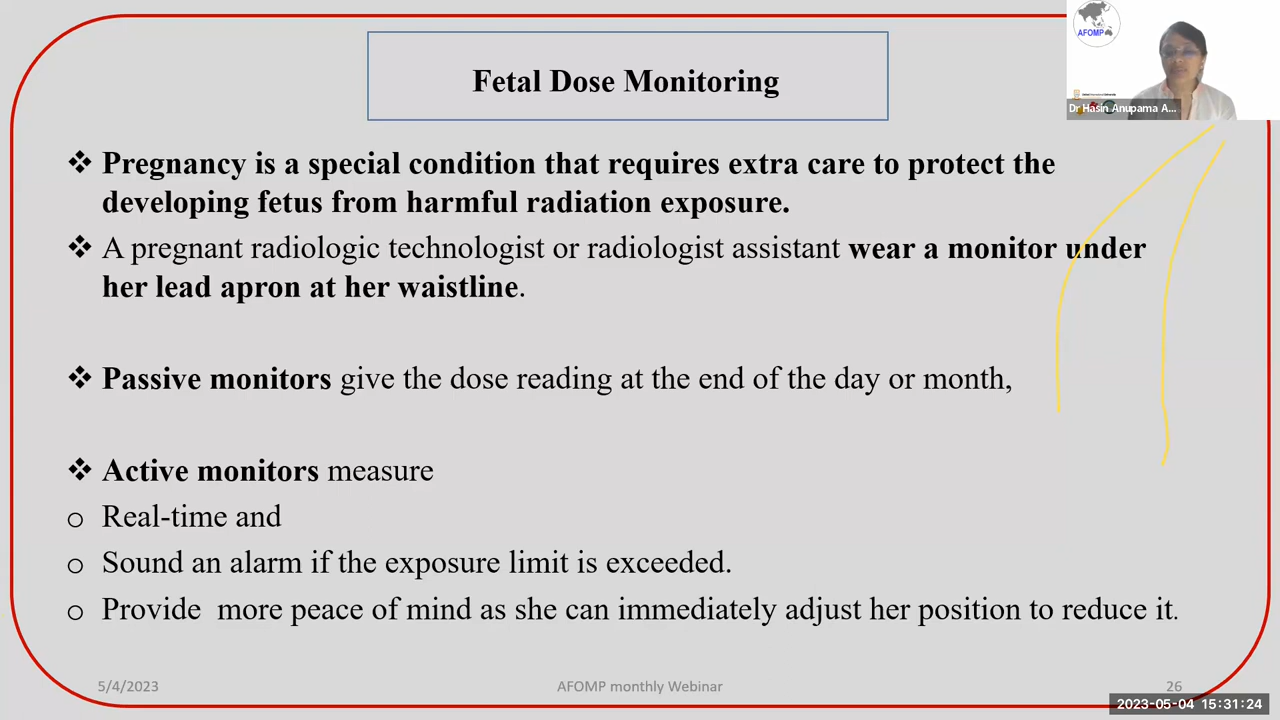 AFOMP
Dr Hasin Anupama A...
Fetal Dose Monitoring
❖ Pregnancy is a special condition that requires extra care to protect the
developing fetus from harmful radiation exposure.
❖ A pregnant radiologic technologist or radiologist assistant wear a monitor under
her lead apron at her waistline.
❖ Passive monitors give the dose reading at the end of the day or month,
❖ Active monitors measure
o Real-time and
o Sound an alarm if the exposure limit is exceeded.
o Provide more peace of mind as she can immediately adjust her position to reduce it.
5/4/2023 AFOMP monthly Webinar 26
2023-05-04 15:31:24